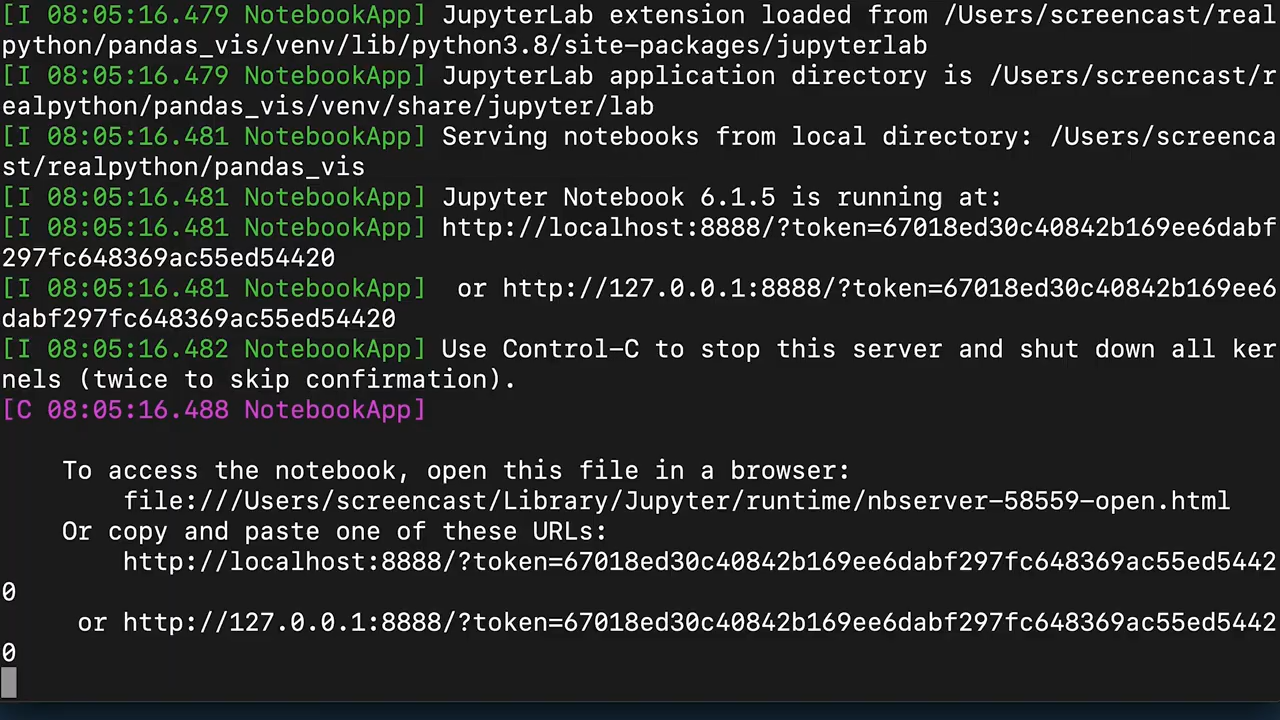 [I 08:05:16.479 NotebookApp] JupyterLab extension loaded from /Users/screencast/real
python/pandas_vis/venv/lib/python3.8/site-packages/jupyterlab
[I 08:05:16.479 NotebookApp] JupyterLab application directory is /Users/screencast/r
ealpython/pandas_vis/venv/share/jupyter/lab
[I 08:05:16.481 NotebookApp] Serving notebooks from local directory: /Users/screenca
st/realpython/pandas_vis
[I 08:05:16.481 NotebookApp] Jupyter Notebook 6.1.5 is running at:
[I 08:05:16.481 NotebookApp] http://localhost:8888/?token=67018ed30c40842b169ee6dabf
297fc648369ac55ed54420
[I 08:05:16.481 NotebookApp]  or http://127.0.0.1:8888/?token=67018ed30c40842b169ee6
dabf297fc648369ac55ed54420
[I 08:05:16.482 NotebookApp] Use Control-C to stop this server and shut down all ker
nels (twice to skip confirmation).
[C 08:05:16.488 NotebookApp]
    To access the notebook, open this file in a browser:
        file:///Users/screencast/Library/Jupyter/runtime/nbserver-58559-open.html
    Or copy and paste one of these URLs:
        http://localhost:8888/?token=67018ed30c40842b169ee6dabf297fc648369ac55ed5442
0
     or http://127.0.0.1:8888/?token=67018ed30c40842b169ee6dabf297fc648369ac55ed5442
0